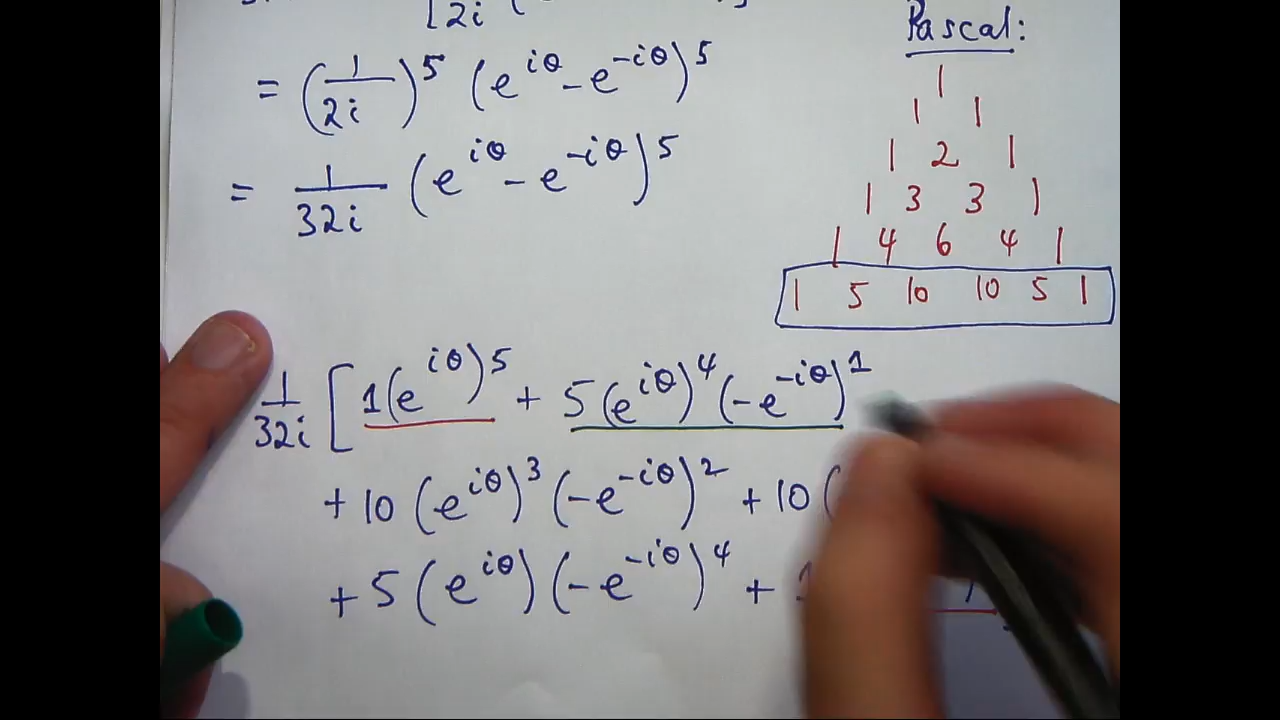 [ 2i (
= (1/2i)^5 (e^{iθ} - e^{-iθ})^5
= 1/32i (e^{iθ} - e^{-iθ})^5
Pascal:
1
1 1
1 2 1
1 3 3 1
1 4 6 4 1
1 5 10 10 5 1
1/32i [ 1(e^{iθ})^5 + 5(e^{iθ})^4 (-e^{-iθ})^1
+ 10 (e^{iθ})^3 (-e^{-iθ})^2 + 10 (
+ 5 (e^{iθ}) (-e^{-iθ})^4 +